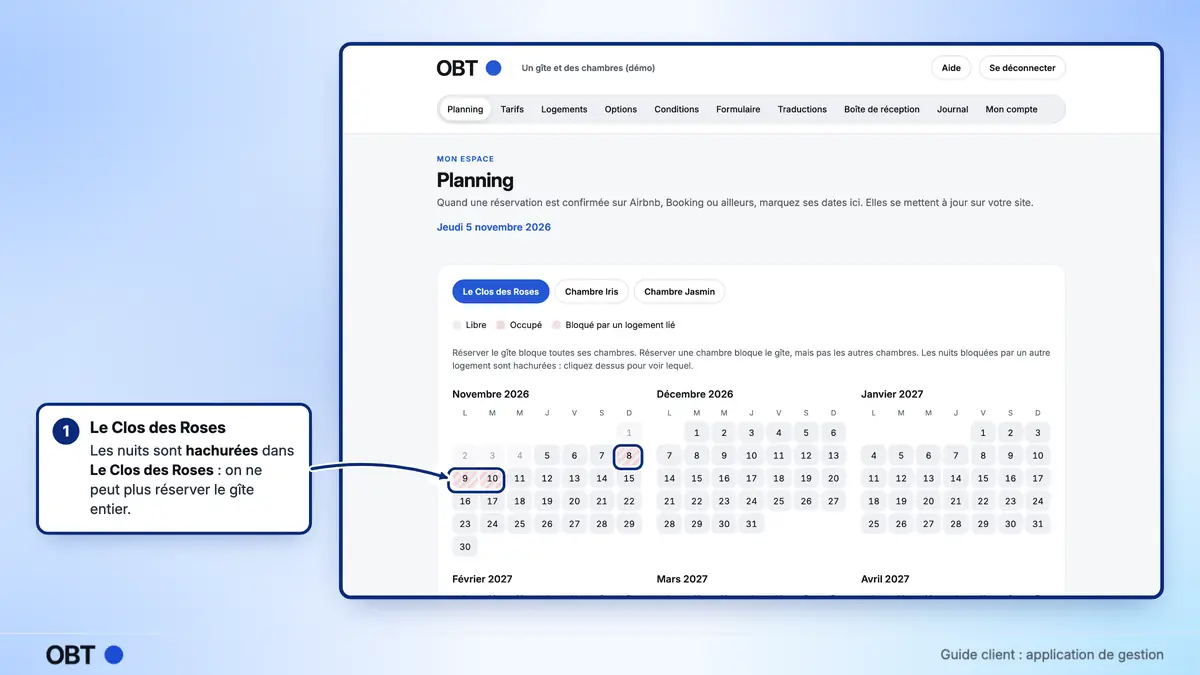 OBT
Un gîte et des chambres (démo)
Aide
Se déconnecter
Planning Tarifs Logements Options Conditions Formulaire Traductions Boîte de réception Journal Mon compte
MON ESPACE
Planning
Quand une réservation est confirmée sur Airbnb, Booking ou ailleurs, marquez ses dates ici. Elles se mettent à jour sur votre site.
Jeudi 5 novembre 2026
Le Clos des Roses Chambre Iris Chambre Jasmin
Libre Occupé Bloqué par un logement lié
Réserver le gîte bloque toutes ses chambres. Réserver une chambre bloque le gîte, mais pas les autres chambres. Les nuits bloquées par un autre
logement sont hachurées : cliquez dessus pour voir lequel.
Novembre 2026
L M M J V S D
1
2 3 4 5 6 7 8
9 10 11 12 13 14 15
16 17 18 19 20 21 22
23 24 25 26 27 28 29
30
Décembre 2026
L M M J V S D
1 2 3 4 5 6
7 8 9 10 11 12 13
14 15 16 17 18 19 20
21 22 23 24 25 26 27
28 29 30 31
Janvier 2027
L M M J V S D
1 2 3
4 5 6 7 8 9 10
11 12 13 14 15 16 17
18 19 20 21 22 23 24
25 26 27 28 29 30 31
Février 2027
Mars 2027
Avril 2027
1
Le Clos des Roses
Les nuits sont hachurées dans
Le Clos des Roses : on ne
peut plus réserver le gîte
entier.
OBT
Guide client : application de gestion